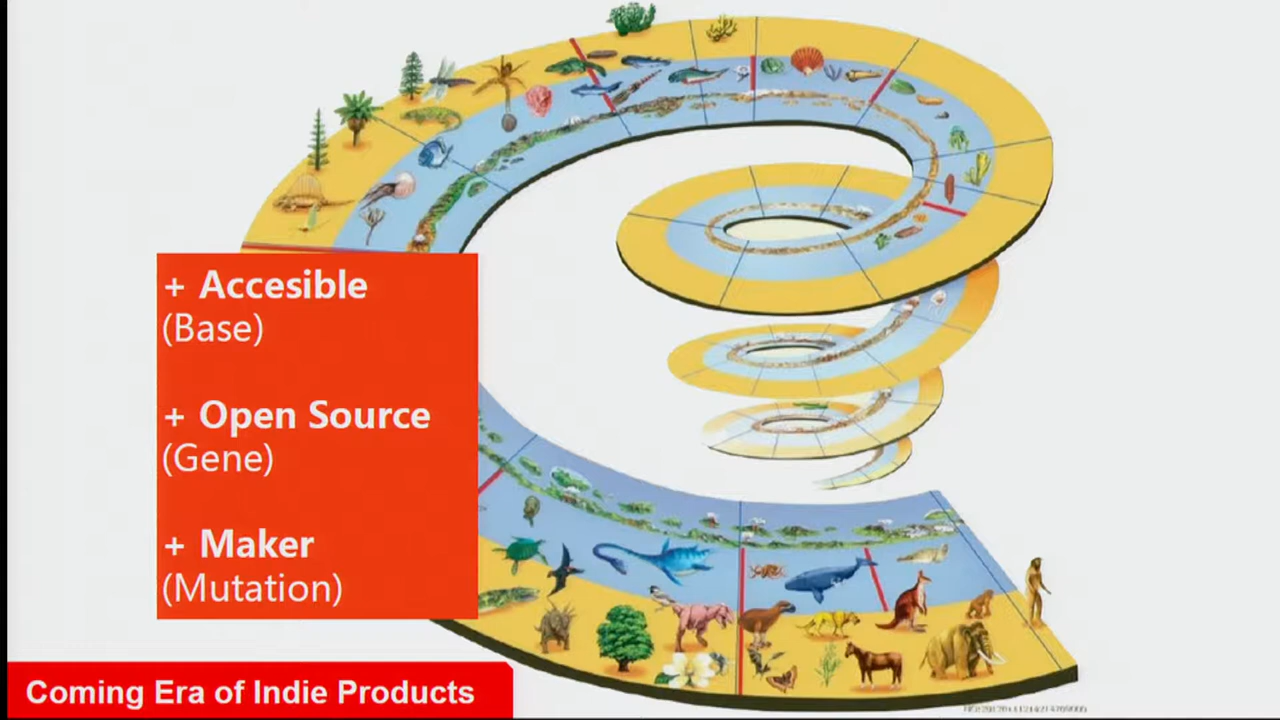 + Accesible
(Base)
+ Open Source
(Gene)
+ Maker
(Mutation)
Coming Era of Indie Products